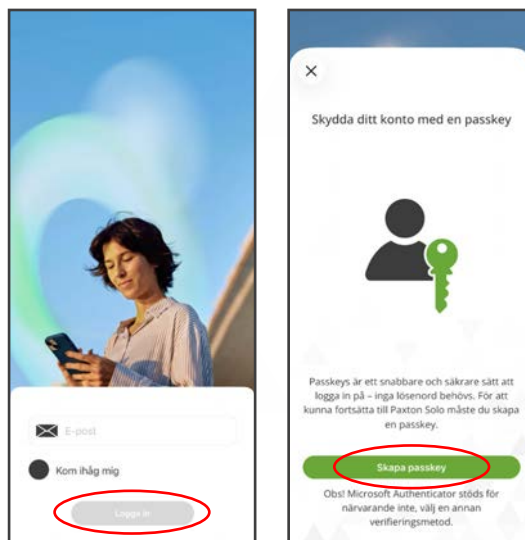 E-post
Kom ihåg mig
Logga in
Skydda ditt konto med en passkey
Passkeys är ett snabbare och säkrare sätt att
logga in på – inga lösenord behövs. För att
kunna fortsätta till Paxton Solo måste du skapa
en passkey.
Skapa passkey
Obs! Microsoft Authenticator stöds för
närvarande inte, välj en annan
verifieringsmetod.